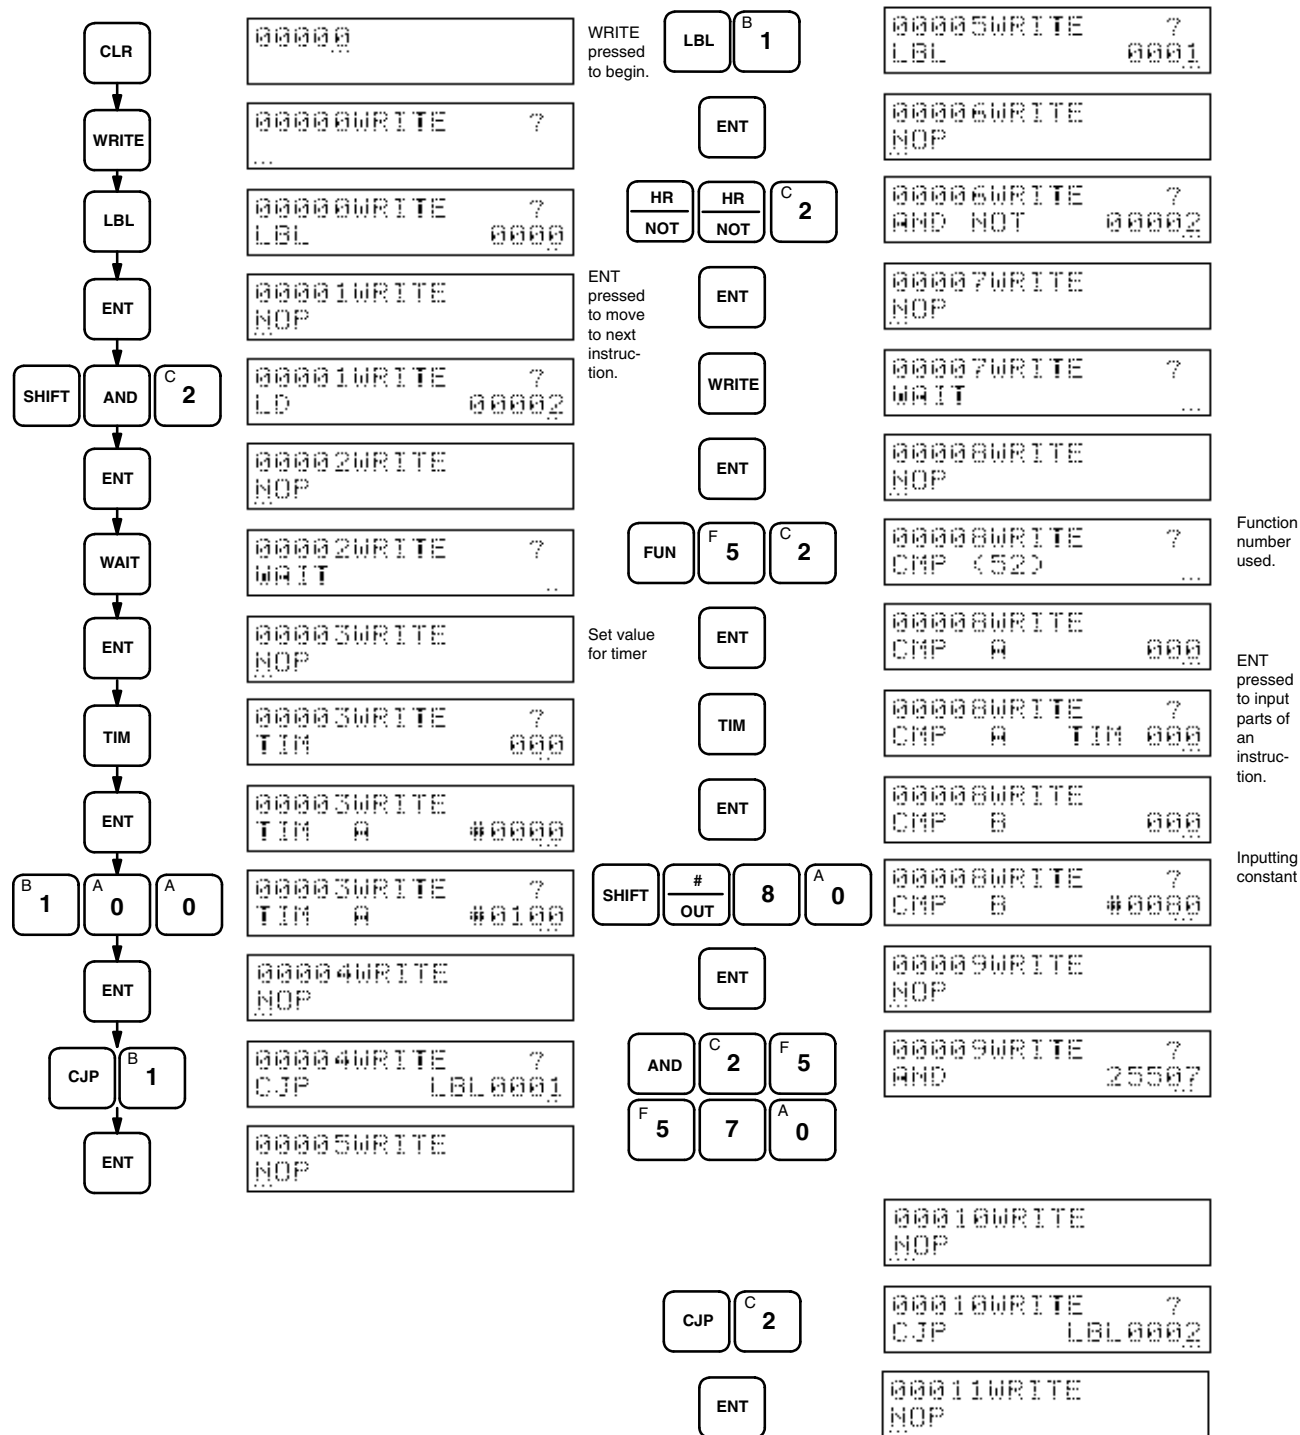 CLR
00000
WRITE
pressed
to begin.
WRITE
00000WRITE ?
LBL
00000WRITE ?
LBL 0000
ENT
00001WRITE
NOP
ENT
pressed
to move
to next
instruc-
tion.
SHIFT AND C 2
00001WRITE ?
LD 00002
ENT
00002WRITE
NOP
WAIT
00002WRITE ?
WAIT
ENT
00003WRITE
NOP
Set value
for timer
TIM
00003WRITE ?
TIM 000
ENT
00003WRITE
TIM A #0000
B 1 A 0 A 0
00003WRITE ?
TIM A #0100
ENT
00004WRITE
NOP
CJP B 1
00004WRITE ?
CJP LBL0001
ENT
00005WRITE
NOP
LBL B 1
00005WRITE ?
LBL 0001
ENT
00006WRITE
NOP
HR NOT HR NOT C 2
00006WRITE ?
AND NOT 00002
ENT
00007WRITE
NOP
WRITE
00007WRITE ?
WAIT
ENT
00008WRITE
NOP
FUN F 5 C 2
00008WRITE ?
CMP (52)
Function
number
used.
ENT
00008WRITE
CMP A 000
ENT
pressed
to input
parts of
an
instruc-
tion.
TIM
00008WRITE ?
CMP A TIM 000
ENT
00008WRITE
CMP B 000
SHIFT # OUT 8 A 0
00008WRITE ?
CMP B #0080
Inputting
constant
ENT
00009WRITE
NOP
AND C 2 F 5
F 5 7 A 0
00009WRITE ?
AND 25507
00010WRITE
NOP
CJP C 2
00010WRITE ?
CJP LBL0002
ENT
00011WRITE
NOP